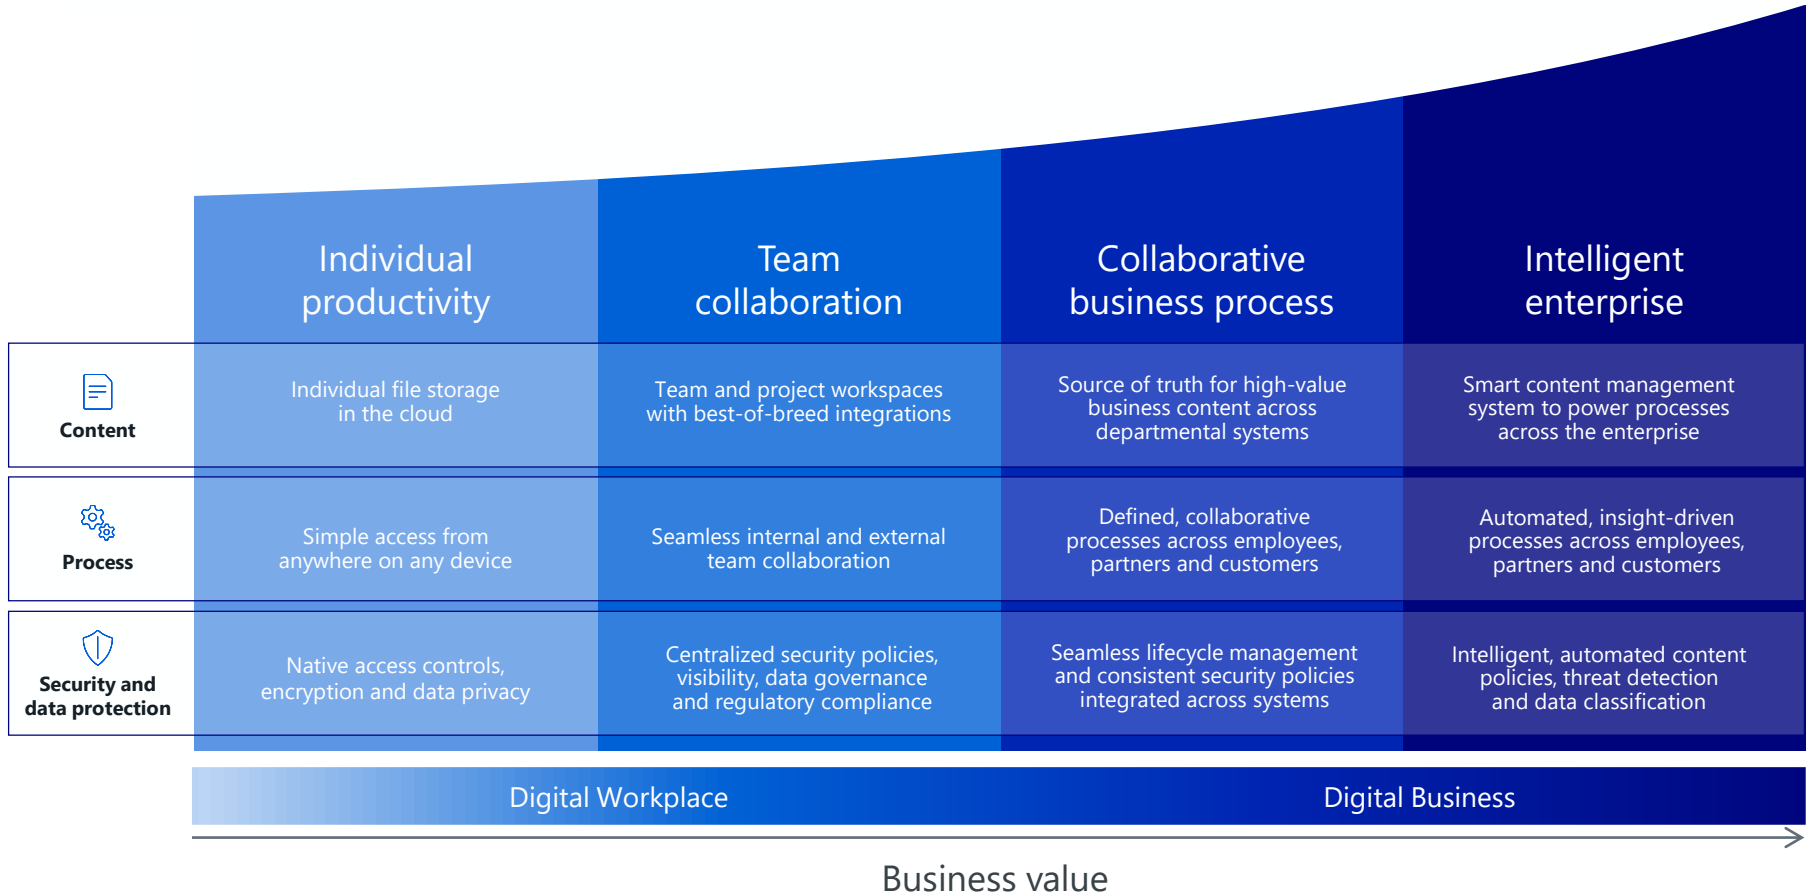 Individual
productivity
Team
collaboration
Collaborative
business process
Intelligent
enterprise
Content
Individual file storage
in the cloud
Team and project workspaces
with best-of-breed integrations
Source of truth for high-value
business content across
departmental systems
Smart content management
system to power processes
across the enterprise
Process
Simple access from
anywhere on any device
Seamless internal and external
team collaboration
Defined, collaborative
processes across employees,
partners and customers
Automated, insight-driven
processes across employees,
partners and customers
Security and
data protection
Native access controls,
encryption and data privacy
Centralized security policies,
visibility, data governance
and regulatory compliance
Seamless lifecycle management
and consistent security policies
integrated across systems
Intelligent, automated content
policies, threat detection
and data classification
Digital Workplace
Digital Business
Business value